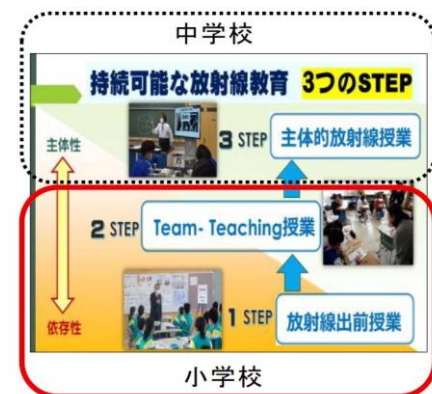 中学校
持続可能な放射線教育 3つのSTEP
主体性
3 STEP 主体的放射線授業
2 STEP Team- Teaching授業
1 STEP 放射線出前授業
依存性
小学校